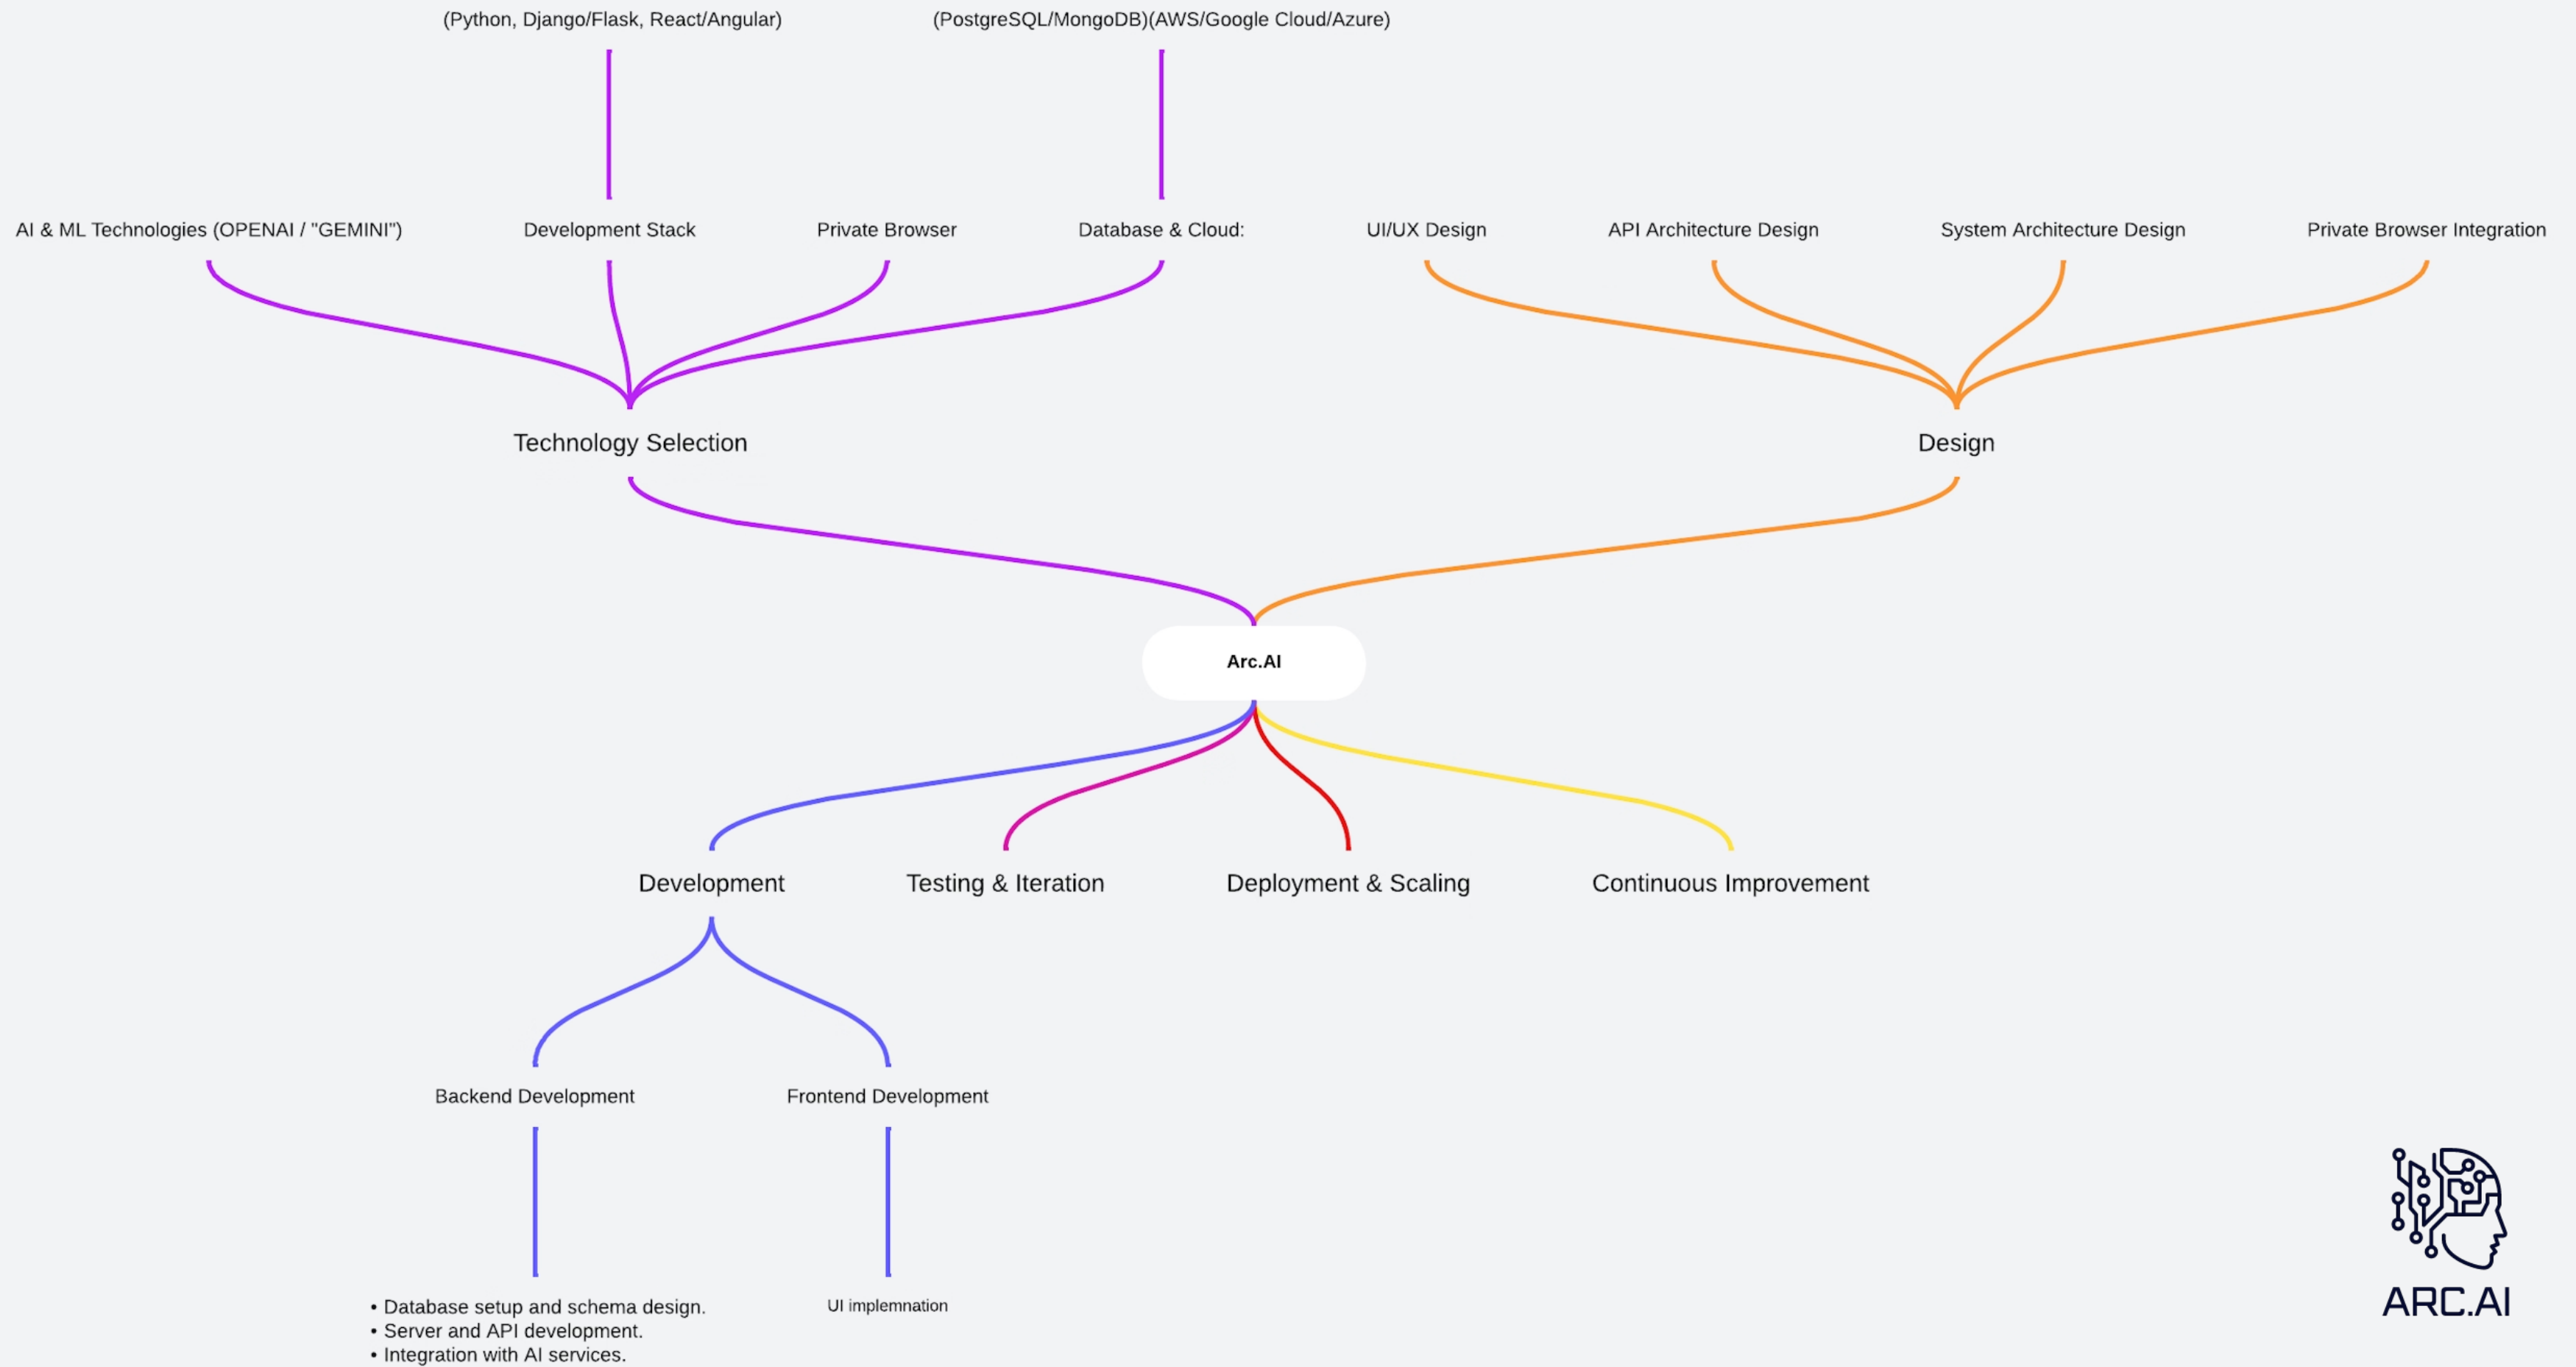 (Python, Django/Flask, React/Angular)
(PostgreSQL/MongoDB)(AWS/Google Cloud/Azure)
AI & ML Technologies (OPENAI / "GEMINI")
Development Stack
Private Browser
Database & Cloud:
UI/UX Design
API Architecture Design
System Architecture Design
Private Browser Integration
Technology Selection
Design
Arc.AI
Development
Testing & Iteration
Deployment & Scaling
Continuous Improvement
Backend Development
Frontend Development
• Database setup and schema design.
• Server and API development.
• Integration with AI services.
UI implemnation
ARC.AI